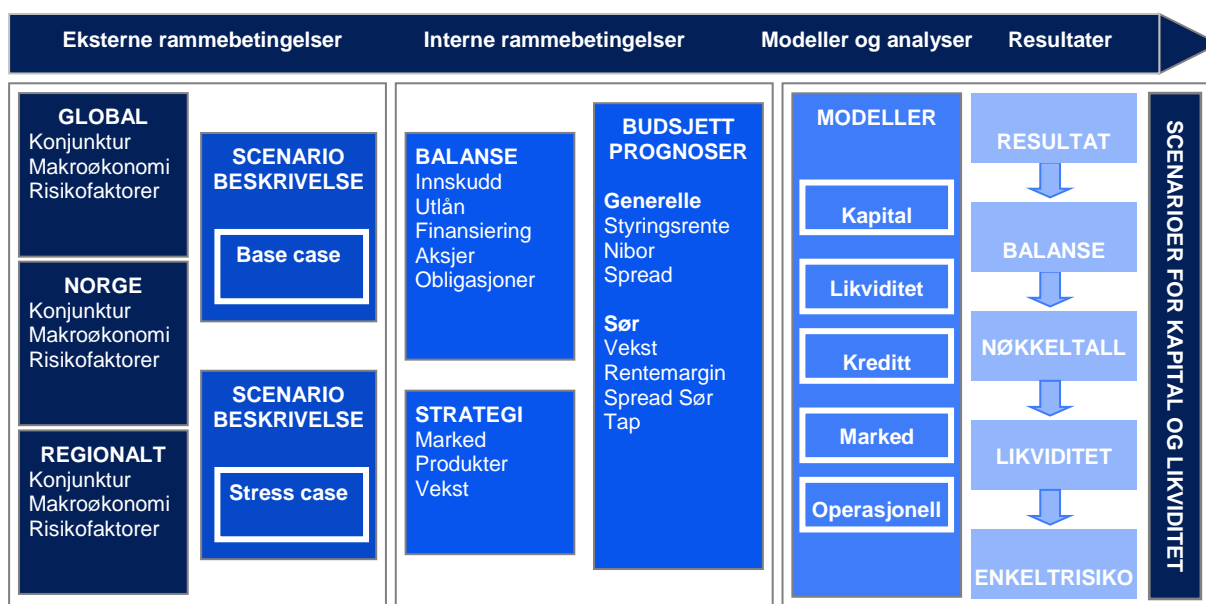 Eksterne rammebetingelser
Interne rammebetingelser
Modeller og analyser
Resultater
GLOBAL
Konjunktur
Makroøkonomi
Risikofaktorer
NORGE
Konjunktur
Makroøkonomi
Risikofaktorer
REGIONALT
Konjunktur
Makroøkonomi
Risikofaktorer
SCENARIO
BESKRIVELSE
Base case
SCENARIO
BESKRIVELSE
Stress case
BALANSE
Innskudd
Utlån
Finansiering
Aksjer
Obligasjoner
STRATEGI
Marked
Produkter
Vekst
BUDSJETT
PROGNOSER
Generelle
Styringsrente
Nibor
Spread
Sør
Vekst
Rentemargin
Spread Sør
Tap
MODELLER
Kapital
Likviditet
Kreditt
Marked
Operasjonell
RESULTAT
BALANSE
NØKKELTALL
LIKVIDITET
ENKELTRISIKO
SCENARIOER FOR KAPITAL OG LIKVIDITET